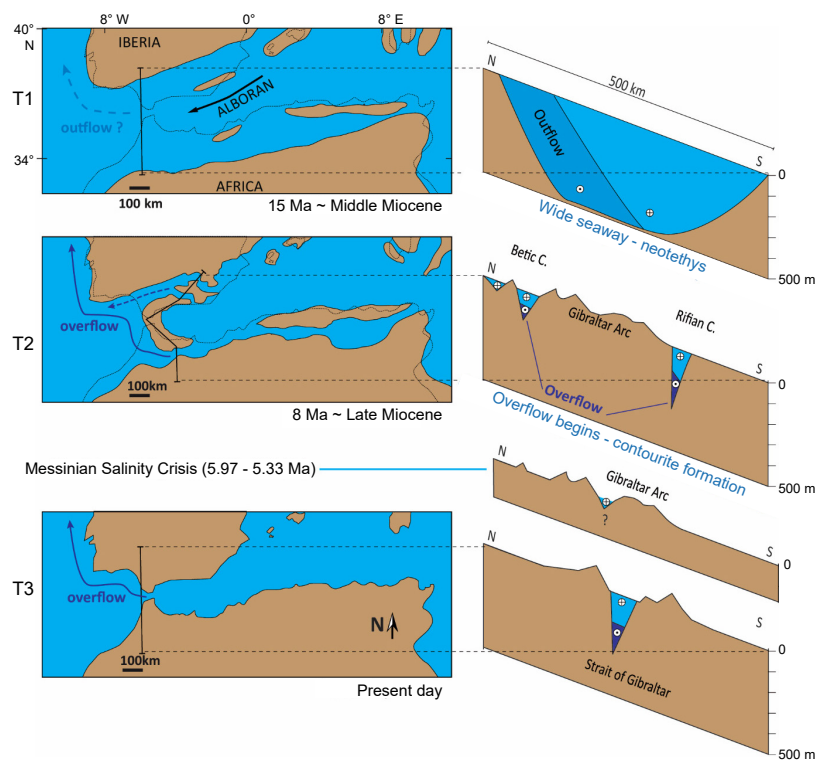 8° W
0°
8° E
40°
N
IBERIA
T1
ALBORAN
outflow ?
34°
AFRICA
100 km
15 Ma ~ Middle Miocene
N
500 km
Outflow
S
0
Wide seaway - neotethys
500 m
T2
overflow
100km
8 Ma ~ Late Miocene
Betic C.
N
Gibraltar Arc
Rifian C.
S
Overflow
0
Overflow begins - contourite formation
500 m
Messinian Salinity Crisis (5.97 - 5.33 Ma)
N
Gibraltar Arc
?
S
0
T3
overflow
N
100km
Present day
N
S
0
Strait of Gibraltar
500 m